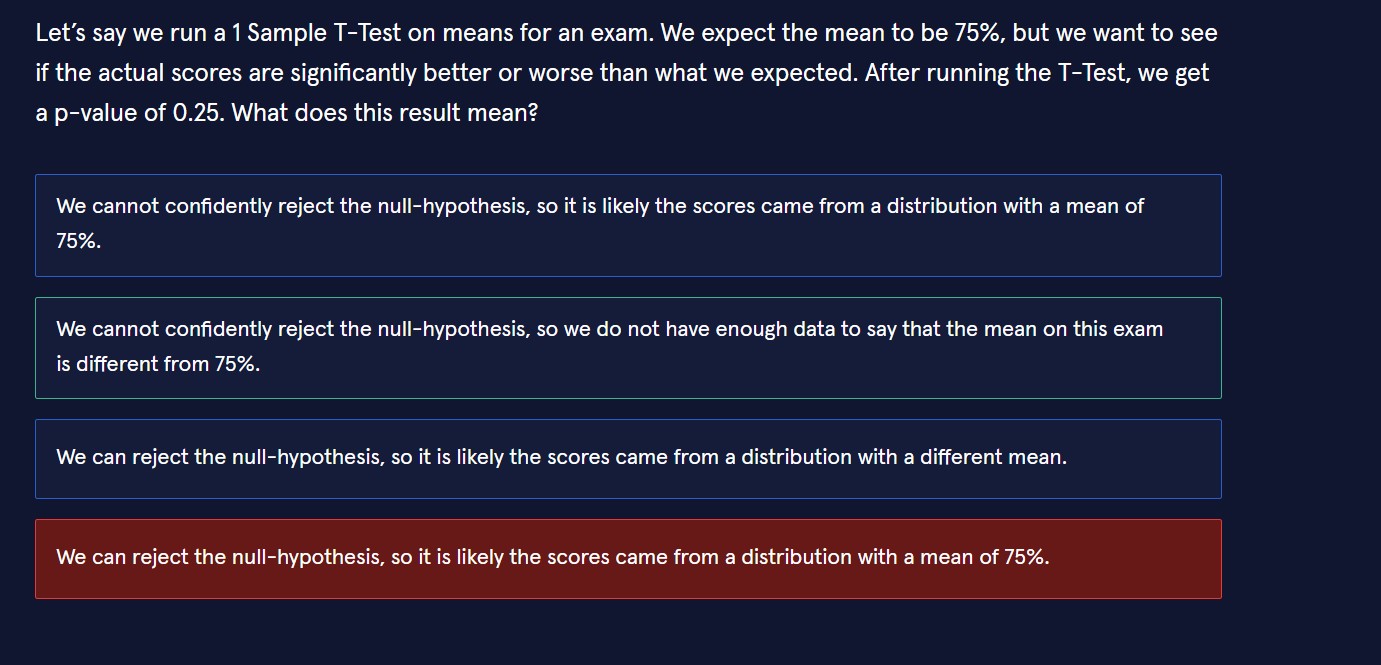 Let’s say we run a 1 Sample T-Test on means for an exam. We expect the mean to be 75%, but we want to see
if the actual scores are significantly better or worse than what we expected. After running the T-Test, we get
a p-value of 0.25. What does this result mean?
We cannot confidently reject the null-hypothesis, so it is likely the scores came from a distribution with a mean of
75%.
We cannot confidently reject the null-hypothesis, so we do not have enough data to say that the mean on this exam
is different from 75%.
We can reject the null-hypothesis, so it is likely the scores came from a distribution with a different mean.
We can reject the null-hypothesis, so it is likely the scores came from a distribution with a mean of 75%.